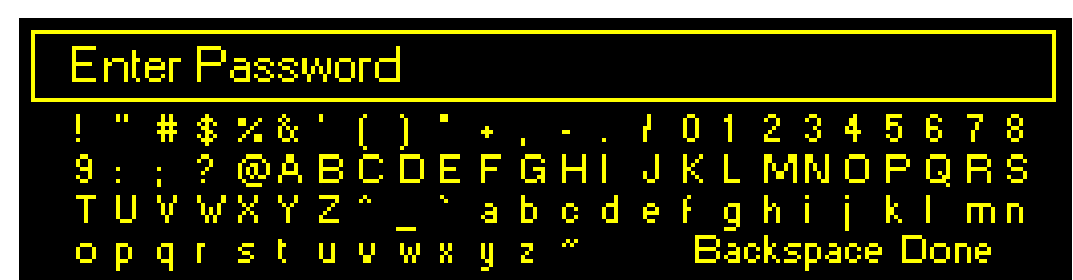 Enter Password
! " # $ % & ' ( ) * + , - . / 0 1 2 3 4 5 6 7 8
9 : ; ? @ A B C D E F G H I J K L M N O P Q R S
T U V W X Y Z ^ _ ` a b c d e f g h i j k l m n
o p q r s t u v w x y z ~ Backspace Done